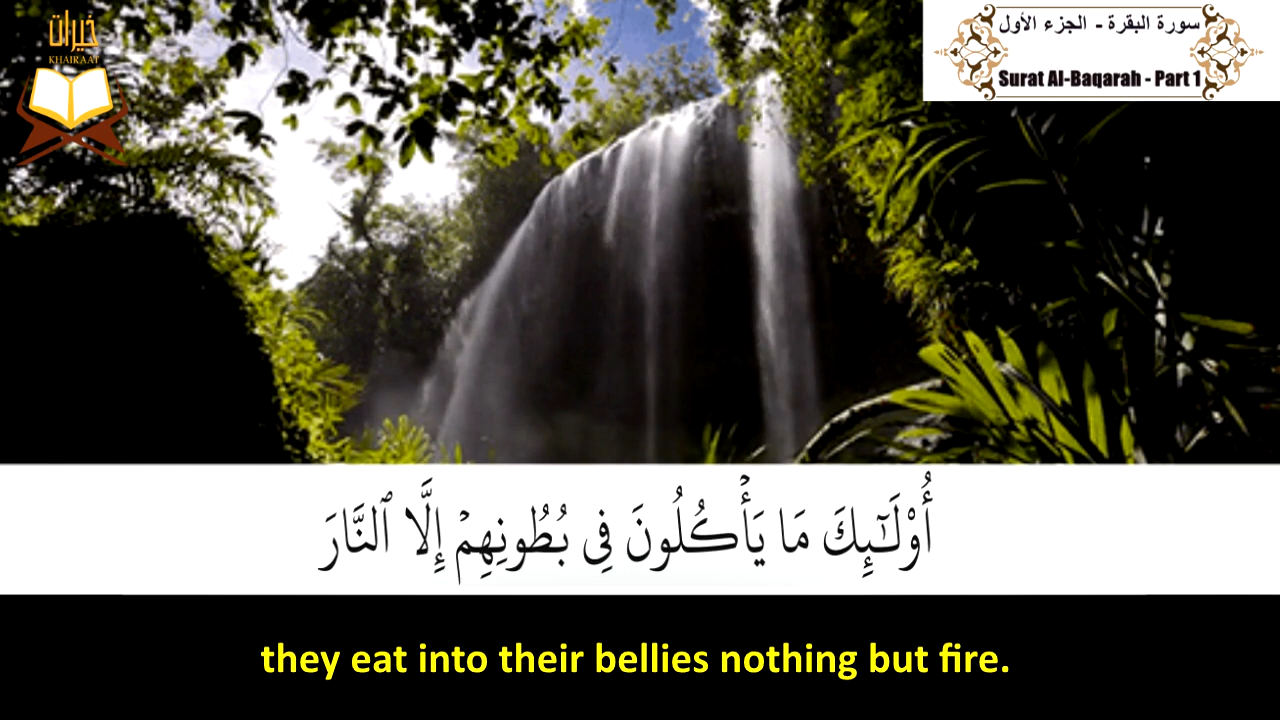 خيرات
KHAIRAAT
سورة البقرة - الجزء الأول
Surat Al-Baqarah - Part 1
أُوْلَـٰٓئِكَ مَا يَأۡكُلُونَ فِي بُطُونِهِمۡ إِلَّا ٱلنَّارَ
they eat into their bellies nothing but fire.